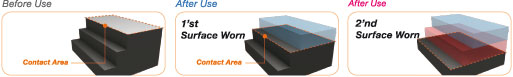 Before Use
Contact Area
After Use
1'st
Surface Worn
Contact Area
After Use
2'nd
Surface Worn